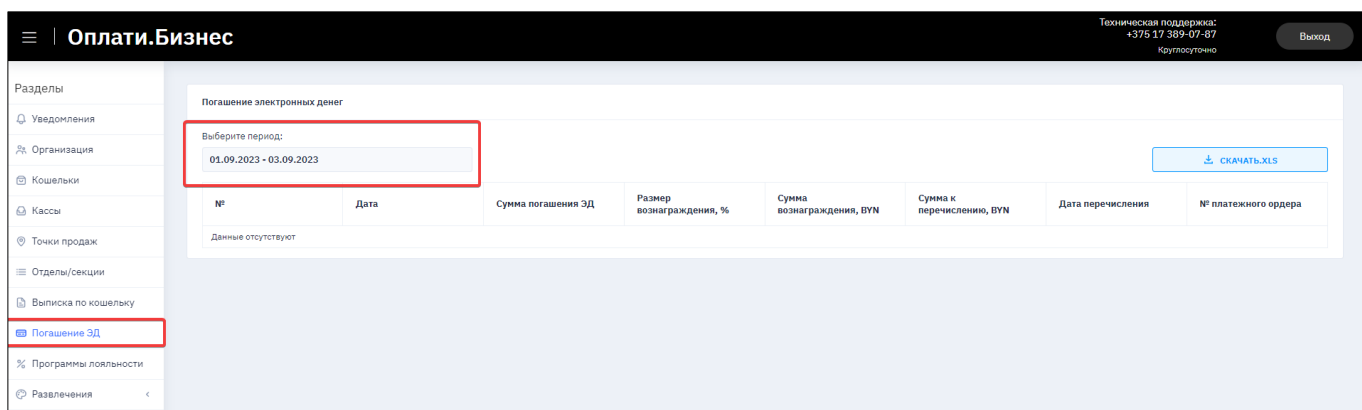 Оплати.Бизнес
Техническая поддержка:
+375 17 389-07-87
Круглосуточно
Выход
Разделы
Уведомления
Организация
Кошельки
Кассы
Точки продаж
Отделы/секции
Выписка по кошельку
Погашение ЭД
Программы лояльности
Развлечения
Погашение электронных денег
Выберите период:
01.09.2023 - 03.09.2023
СКАЧАТЬ.XLS
№
Дата
Сумма погашения ЭД
Размер
вознаграждения, %
Сумма
вознаграждения, BYN
Сумма к
перечислению, BYN
Дата перечисления
№ платежного ордера
Данные отсутствуют